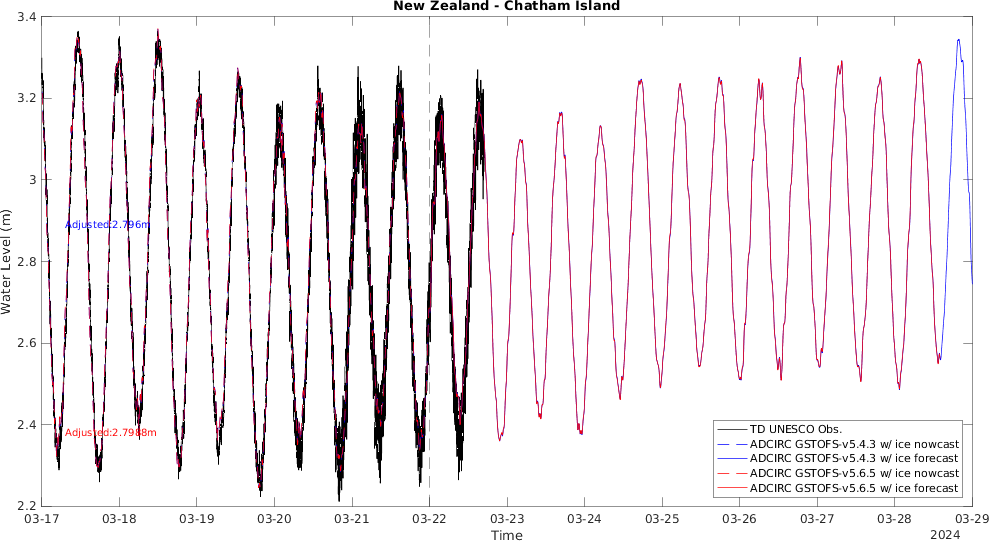 New Zealand - Chatham Island
3.4
3.2
3
2.8
2.6
2.4
2.2
Water Level (m)
Adjusted:2.796m
Adjusted:2.7988m
TD UNESCO Obs.
ADCIRC GSTOFS-v5.4.3 w/ ice nowcast
ADCIRC GSTOFS-v5.4.3 w/ ice forecast
ADCIRC GSTOFS-v5.6.5 w/ ice nowcast
ADCIRC GSTOFS-v5.6.5 w/ ice forecast
03-17 03-18 03-19 03-20 03-21 03-22 03-23 03-24 03-25 03-26 03-27 03-28 03-29
Time
2024